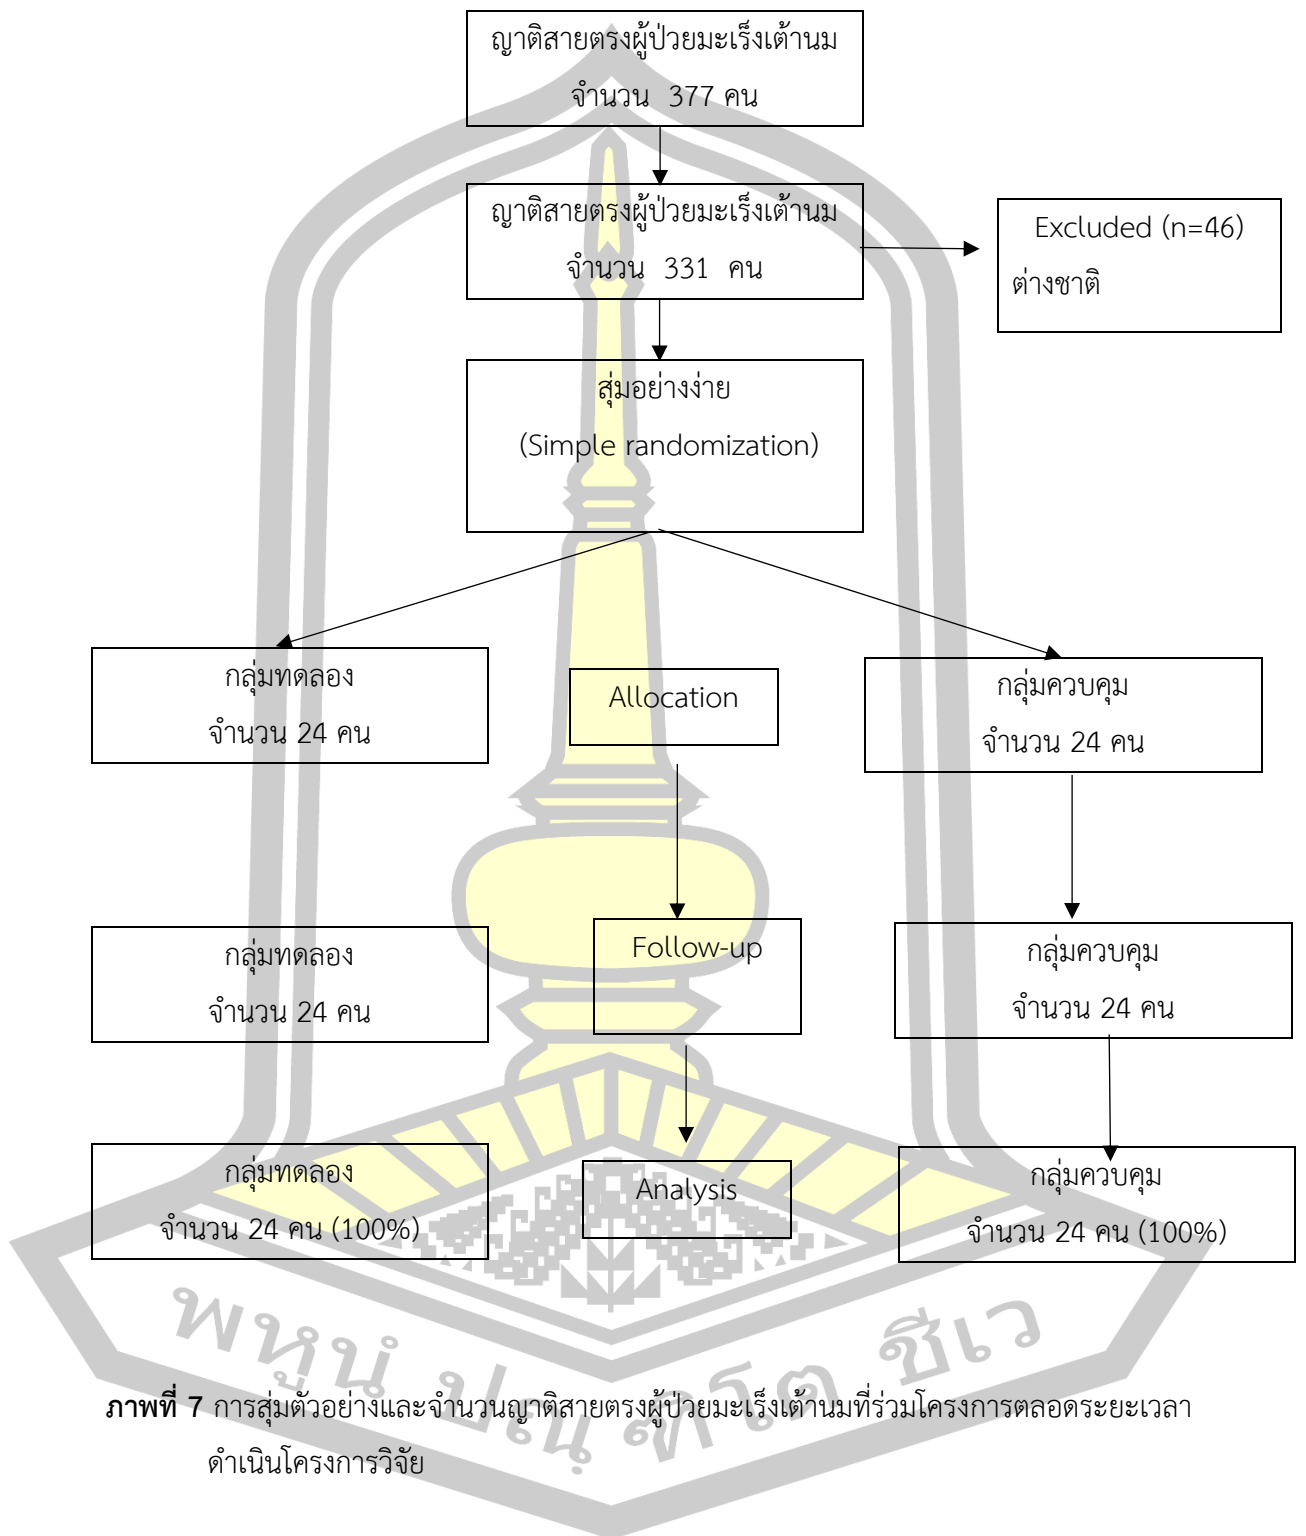 ญาติสายตรงผู้ป่วยมะเร็งเต้านม
จำนวน 377 คน
ญาติสายตรงผู้ป่วยมะเร็งเต้านม
จำนวน 331 คน
Excluded (n=46)
ต่างชาติ
สุ่มอย่างง่าย
(Simple randomization)
กลุ่มทดลอง
จำนวน 24 คน
Allocation
กลุ่มควบคุม
จำนวน 24 คน
กลุ่มทดลอง
จำนวน 24 คน
Follow-up
กลุ่มควบคุม
จำนวน 24 คน
กลุ่มทดลอง
จำนวน 24 คน (100%)
Analysis
กลุ่มควบคุม
จำนวน 24 คน (100%)
พหูนํ ปณฺฑิโต ชีเว
ภาพที่ 7 การสุ่มตัวอย่างและจำนวนญาติสายตรงผู้ป่วยมะเร็งเต้านมที่ร่วมโครงการตลอดระยะเวลา
ดำเนินโครงการวิจัย